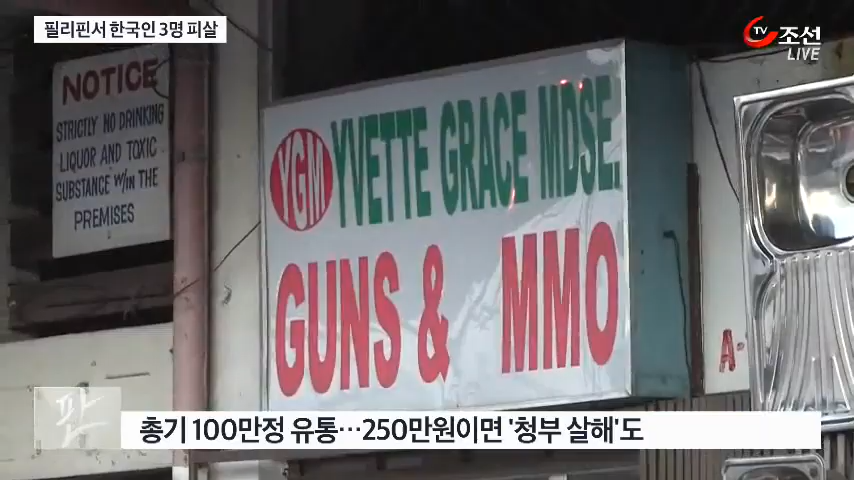 필리핀서 한국인 3명 피살
TV조선
LIVE
NOTICE
STRICTLY NO DRINKING
LIQUOR AND TOXIC
SUBSTANCE W/IN THE
PREMISES
YGM YVETTE GRACE MDSE.
GUNS & MMO
A-
판
총기 100만정 유통…250만원이면 '청부 살해'도